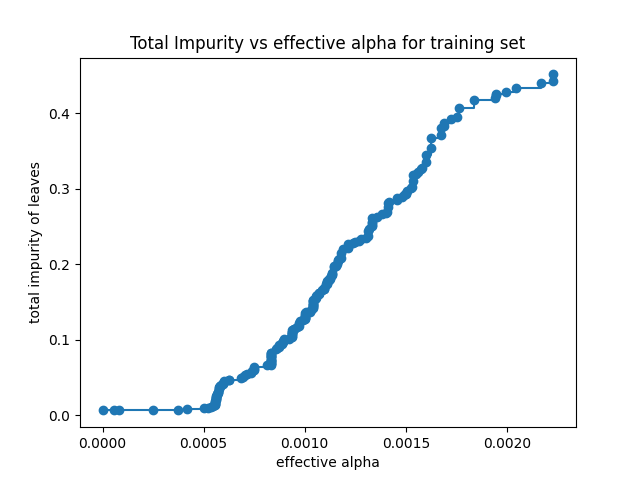 Total Impurity vs effective alpha for training set
total impurity of leaves
0.4
0.3
0.2
0.1
0.0
0.0000 0.0005 0.0010 0.0015 0.0020
effective alpha